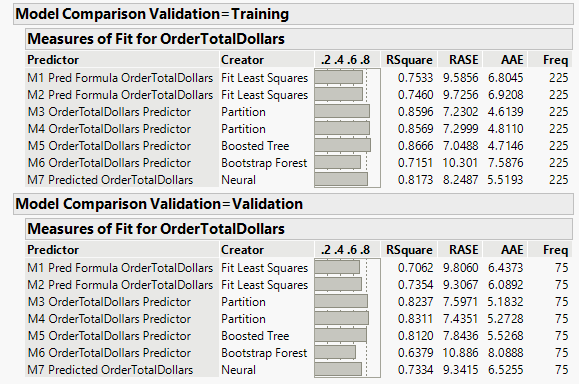 Model Comparison Validation=Training
Measures of Fit for OrderTotalDollars
Predictor Creator .2 .4 .6 .8 RSquare RASE AAE Freq
M1 Pred Formula OrderTotalDollars Fit Least Squares 0.7533 9.5856 6.8045 225
M2 Pred Formula OrderTotalDollars Fit Least Squares 0.7460 9.7256 6.9208 225
M3 OrderTotalDollars Predictor Partition 0.8596 7.2302 4.6139 225
M4 OrderTotalDollars Predictor Partition 0.8569 7.2999 4.8110 225
M5 OrderTotalDollars Predictor Boosted Tree 0.8666 7.0488 4.7146 225
M6 OrderTotalDollars Predictor Bootstrap Forest 0.7151 10.301 7.5876 225
M7 Predicted OrderTotalDollars Neural 0.8173 8.2487 5.5193 225
Model Comparison Validation=Validation
Measures of Fit for OrderTotalDollars
Predictor Creator .2 .4 .6 .8 RSquare RASE AAE Freq
M1 Pred Formula OrderTotalDollars Fit Least Squares 0.7062 9.8060 6.4373 75
M2 Pred Formula OrderTotalDollars Fit Least Squares 0.7354 9.3067 6.0892 75
M3 OrderTotalDollars Predictor Partition 0.8237 7.5971 5.1832 75
M4 OrderTotalDollars Predictor Partition 0.8311 7.4351 5.2728 75
M5 OrderTotalDollars Predictor Boosted Tree 0.8120 7.8436 5.5268 75
M6 OrderTotalDollars Predictor Bootstrap Forest 0.6379 10.886 8.0888 75
M7 Predicted OrderTotalDollars Neural 0.7334 9.3415 6.5255 75